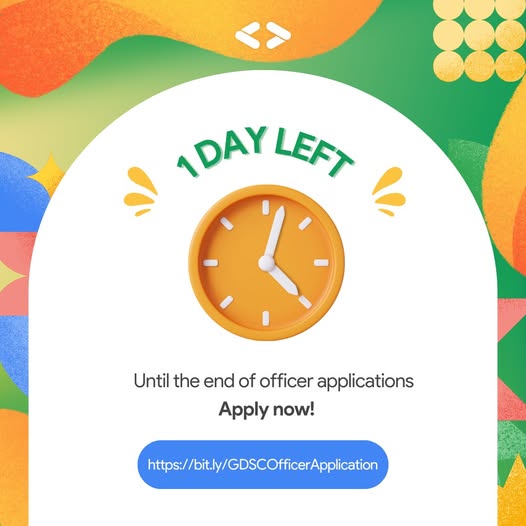 1 DAY LEFT
Until the end of officer applications
Apply now!
https://bit.ly/GDSCOfficerApplication